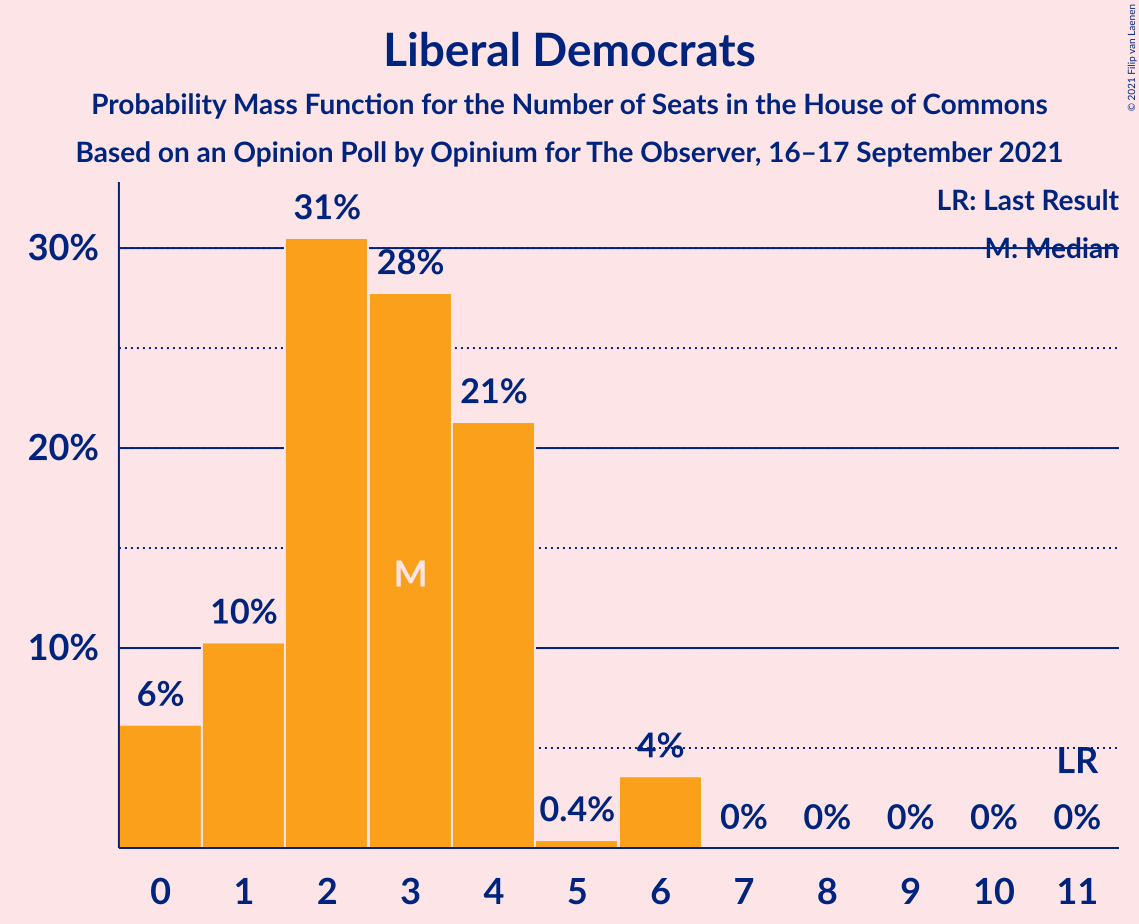 Liberal Democrats
Probability Mass Function for the Number of Seats in the House of Commons
Based on an Opinion Poll by Opinium for The Observer, 16–17 September 2021
© 2021 Filip van Laenen
LR: Last Result
M: Median
30%
20%
10%
6%
10%
31%
28%
21%
0.4%
4%
0%
0%
0%
0%
0%
M
LR
0 1 2 3 4 5 6 7 8 9 10 11